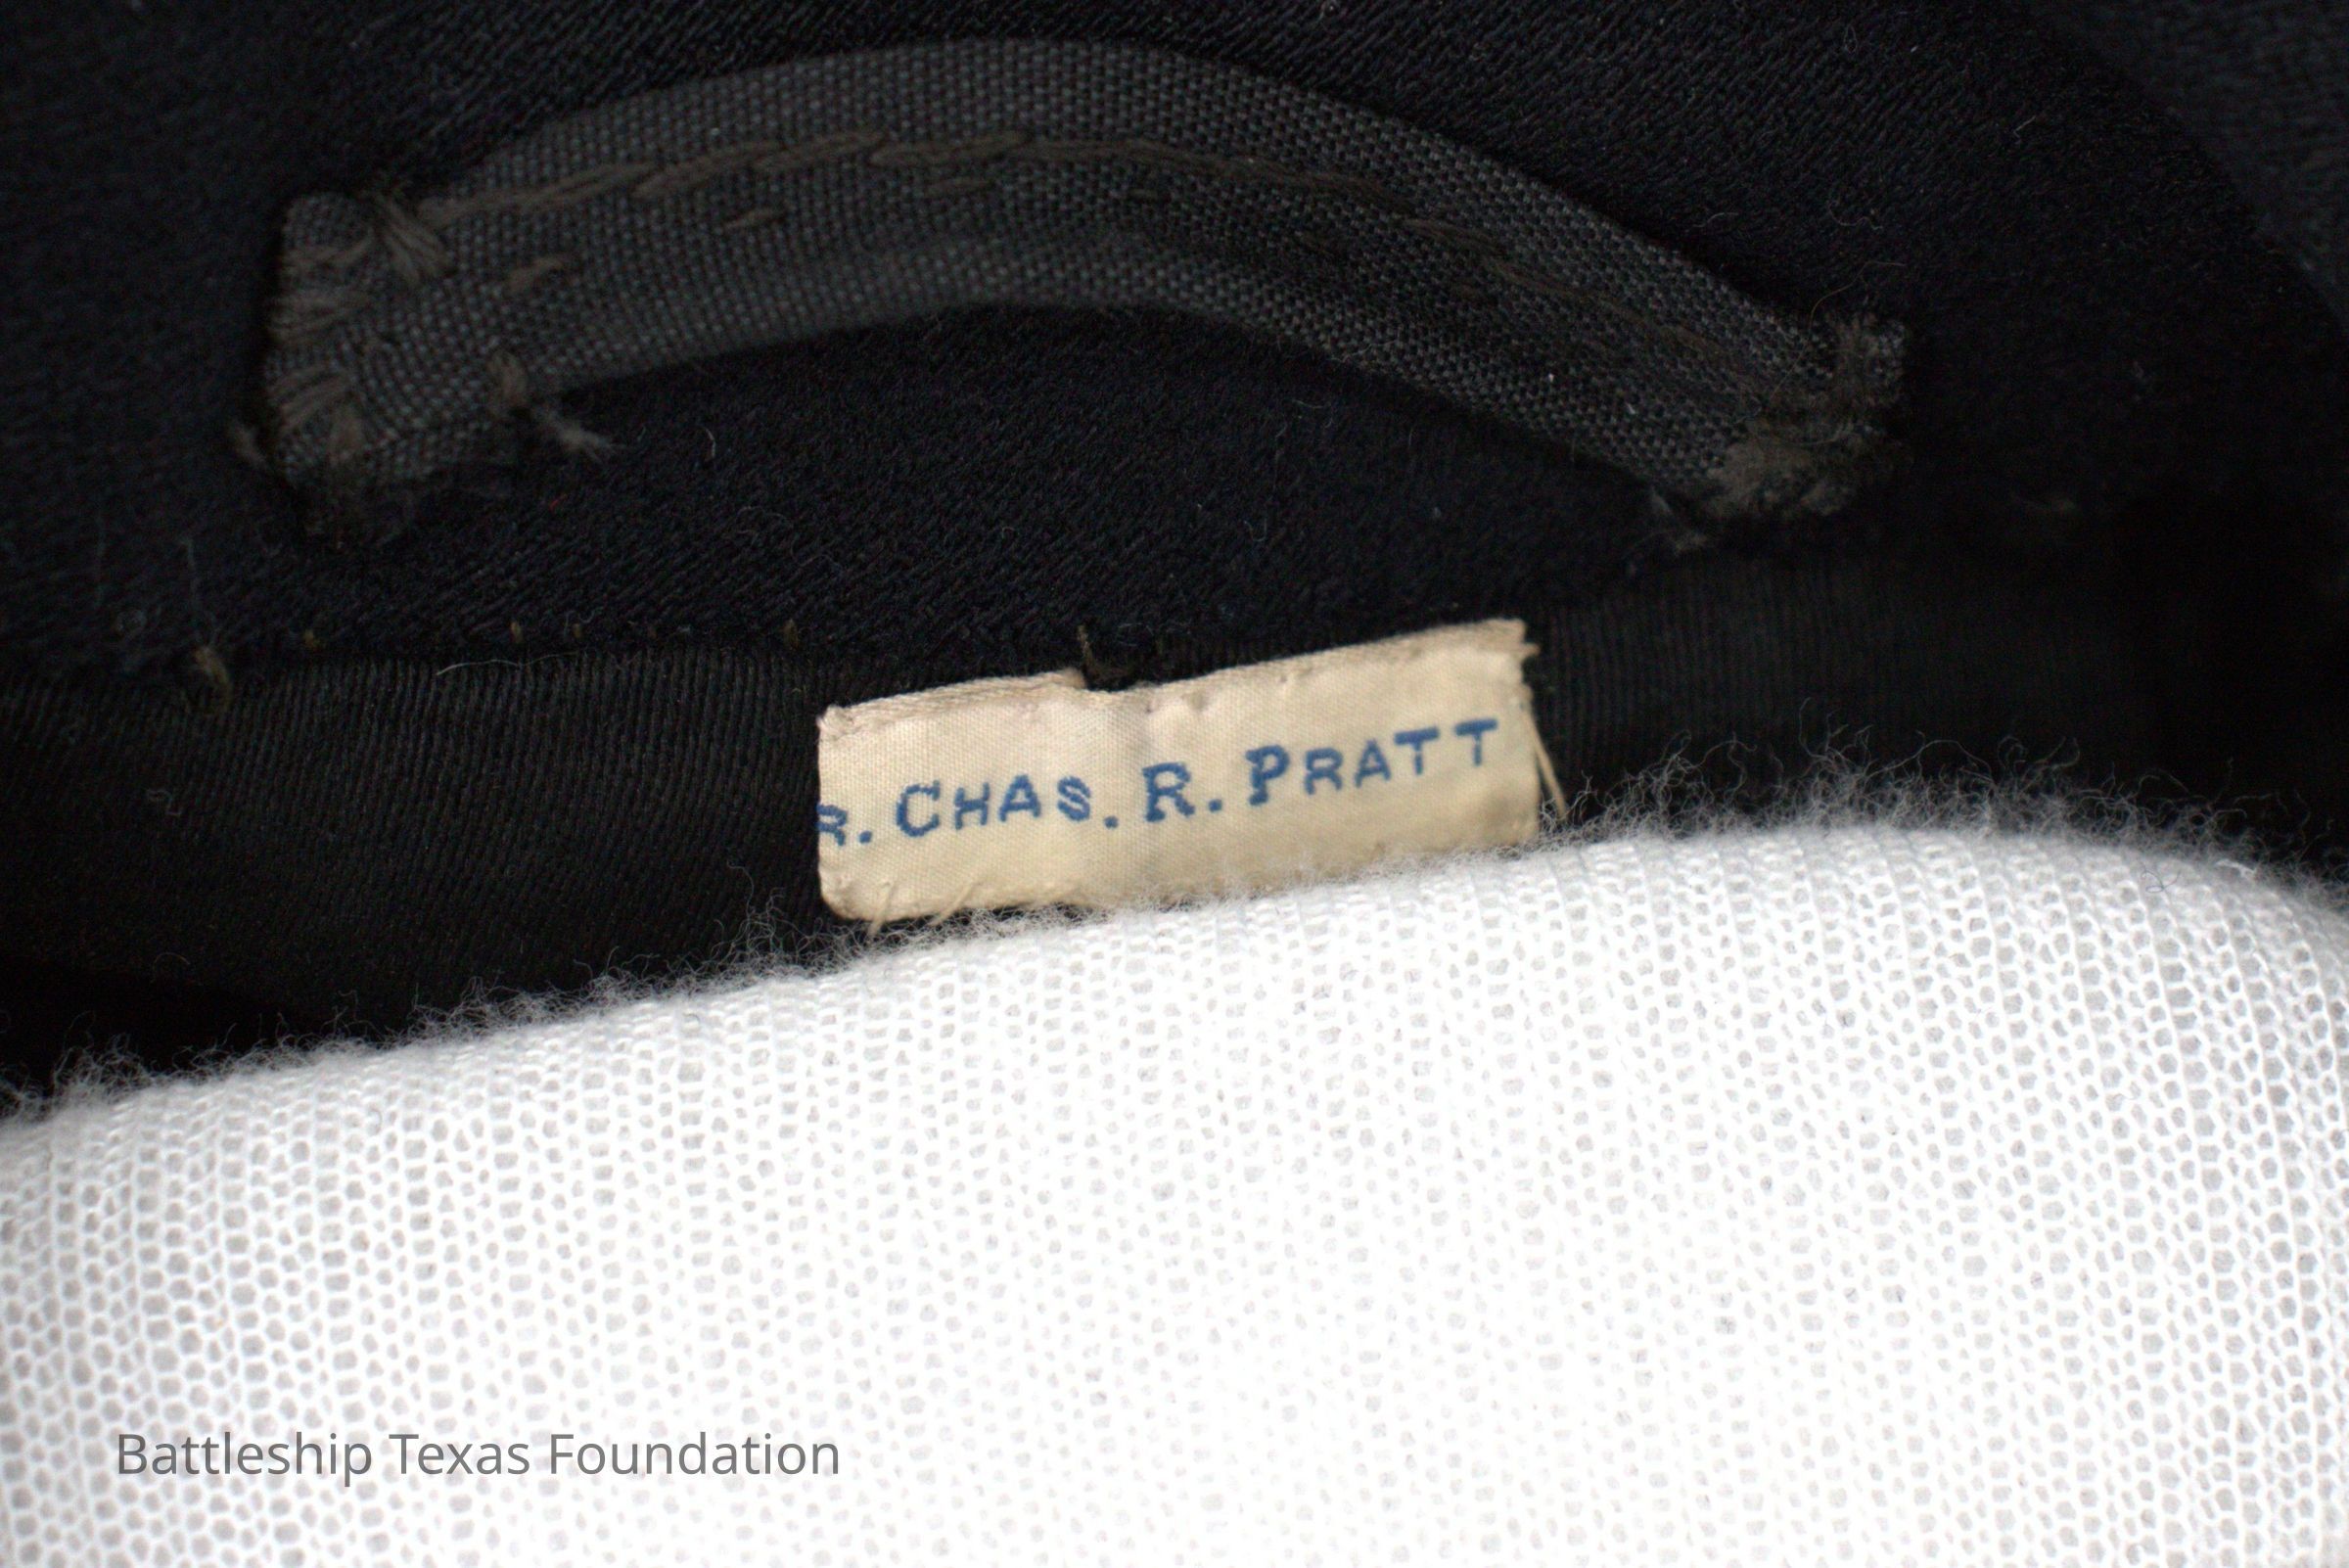 R. CHAS. R. PRATT
Battleship Texas Foundation